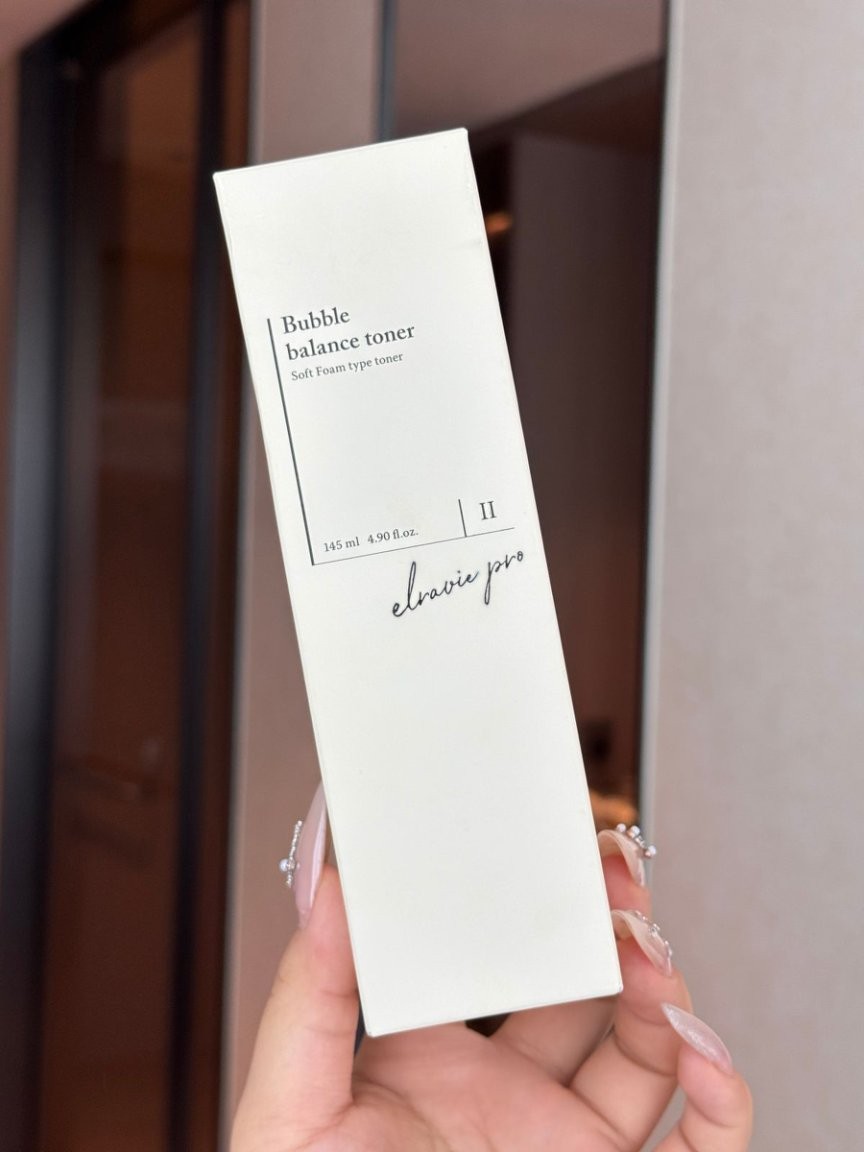 Bubble
balance toner
Soft Foam type toner
145 ml 4.90 fl.oz.
II
elravie pro